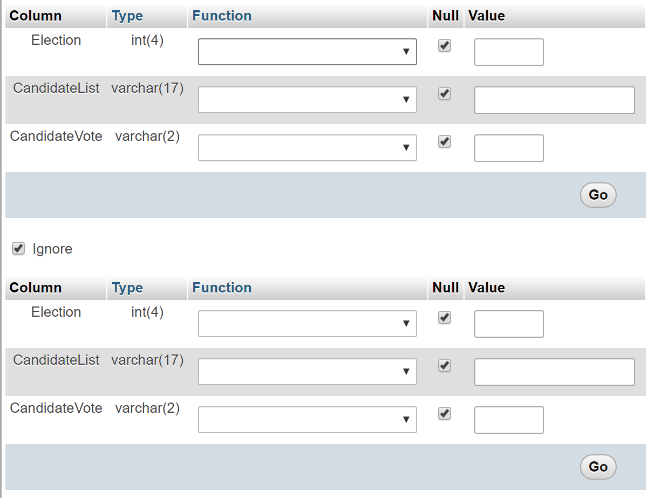 Column Type Function Null Value
Election int(4)
CandidateList varchar(17)
CandidateVote varchar(2)
Go
Ignore
Column Type Function Null Value
Election int(4)
CandidateList varchar(17)
CandidateVote varchar(2)
Go